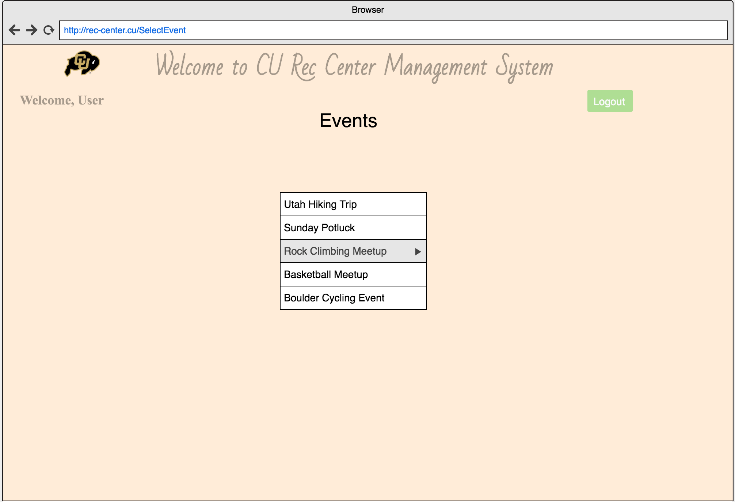 Browser
http://rec-center.cu/SelectEvent
CU
Welcome to CU Rec Center Management System
Welcome, User
Logout
Events
Utah Hiking Trip
Sunday Potluck
Rock Climbing Meetup
Basketball Meetup
Boulder Cycling Event